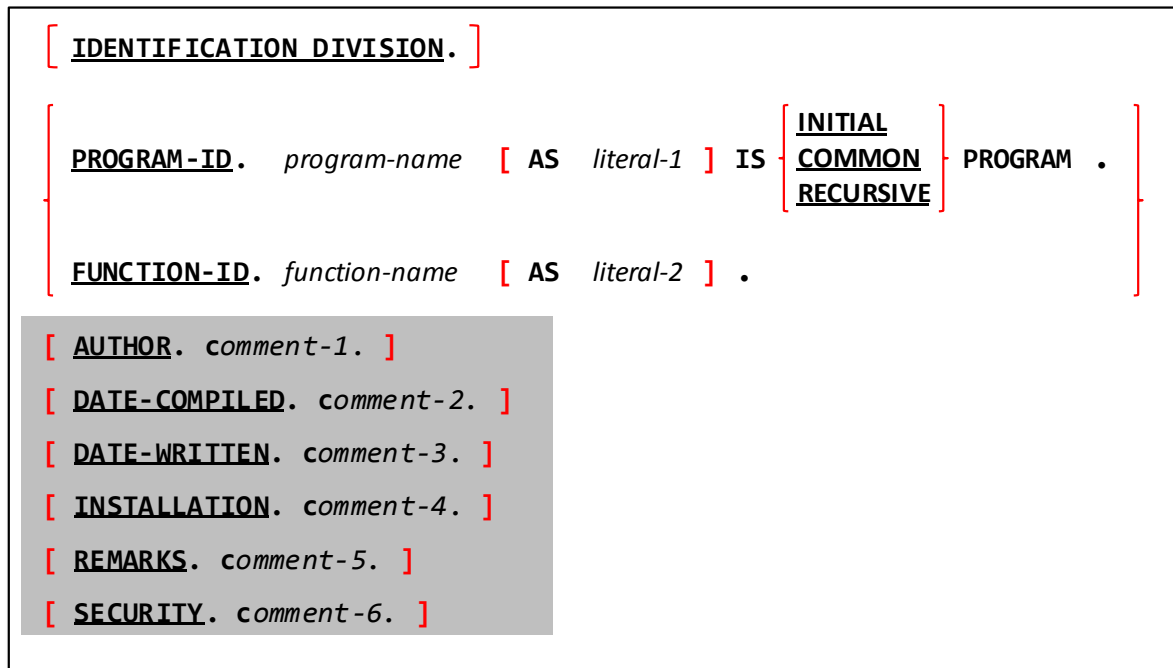 [ IDENTIFICATION DIVISION. ]
INITIAL
PROGRAM-ID. program-name [ AS literal-1 ] IS COMMON PROGRAM .
RECURSIVE
FUNCTION-ID. function-name [ AS literal-2 ] .
[ AUTHOR. comment-1. ]
[ DATE-COMPILED. comment-2. ]
[ DATE-WRITTEN. comment-3. ]
[ INSTALLATION. comment-4. ]
[ REMARKS. comment-5. ]
[ SECURITY. comment-6. ]